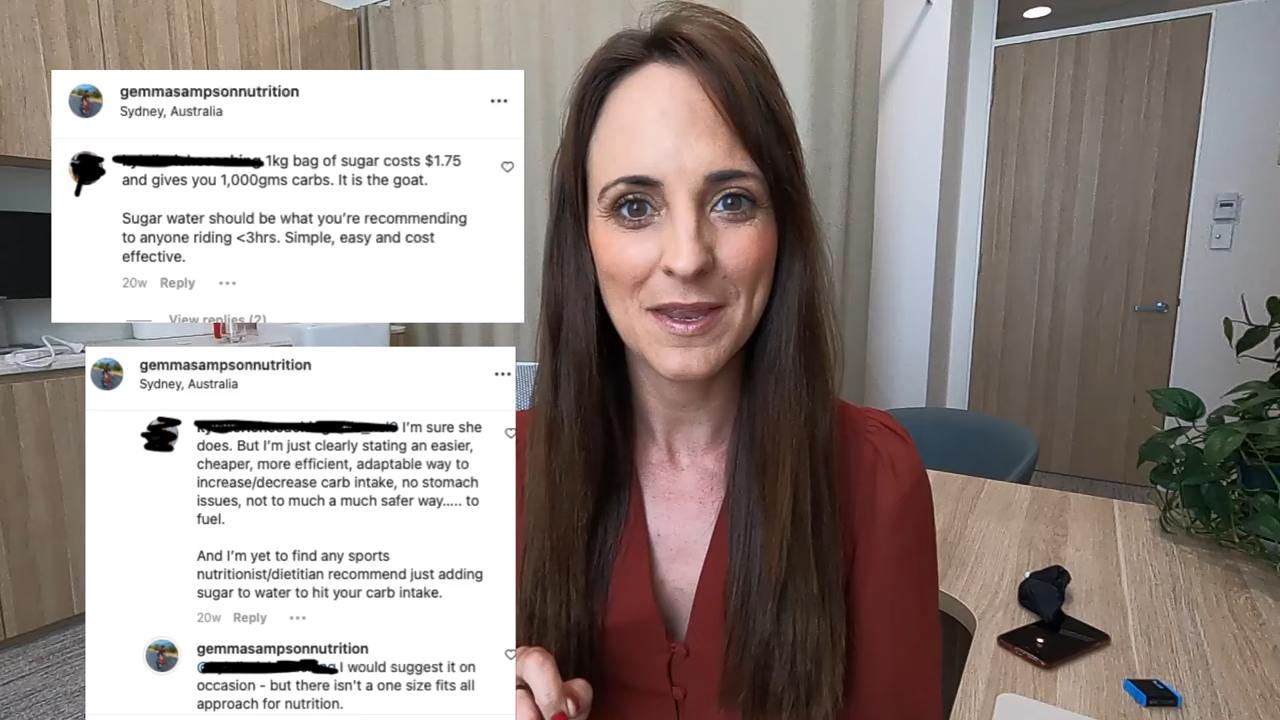 gemmasampsonnutrition
Sydney, Australia
1kg bag of sugar costs $1.75
and gives you 1,000gms carbs. It is the goat.
Sugar water should be what you're recommending
to anyone riding <3hrs. Simple, easy and cost
effective.
20w Reply
View replies (2)
gemmasampsonnutrition
Sydney, Australia
I'm sure she
does. But I'm just clearly stating an easier,
cheaper, more efficient, adaptable way to
increase/decrease carb intake, no stomach
issues, not to much a much safer way..... to
fuel.
And I'm yet to find any sports
nutritionist/dietitian recommend just adding
sugar to water to hit your carb intake.
20w Reply
gemmasampsonnutrition
I would suggest it on
occasion - but there isn't a one size fits all
approach for nutrition.